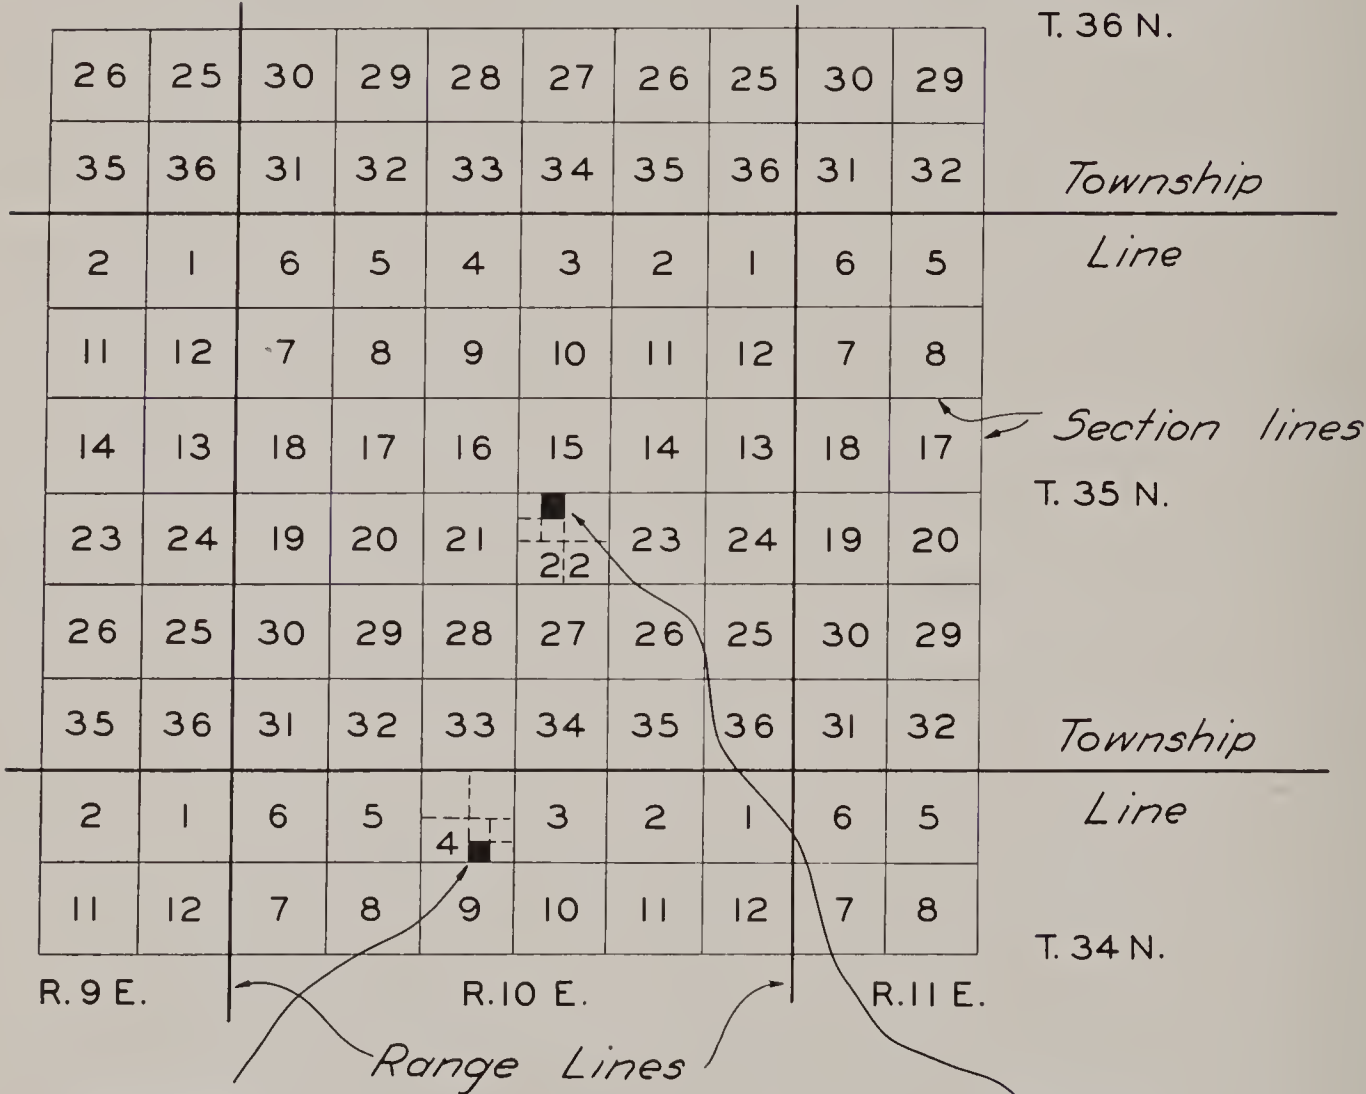 T. 36 N.
26 25 30 29 28 27 26 25 30 29
35 36 31 32 33 34 35 36 31 32
Township
2 1 6 5 4 3 2 1 6 5
Line
11 12 7 8 9 10 11 12 7 8
Section lines
14 13 18 17 16 15 14 13 18 17
T. 35 N.
23 24 19 20 21 22 23 24 19 20
26 25 30 29 28 27 26 25 30 29
35 36 31 32 33 34 35 36 31 32
Township
2 1 6 5 4 3 2 1 6 5
Line
11 12 7 8 9 10 11 12 7 8
T. 34 N.
R. 9 E. R. 10 E. R. 11 E.
Range Lines